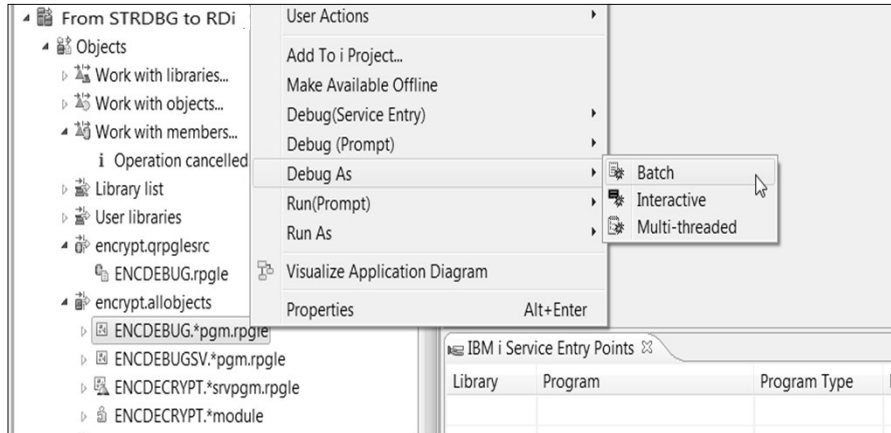 From STRDBG to RDi
Objects
Work with libraries...
Work with objects...
Work with members...
Operation cancelled
Library list
User libraries
encrypt.qrpglesrc
ENCDEBUG.rpgle
encrypt.allobjects
ENCDEBUG.*pgm.rpgle
ENCDEBUGSV.*pgm.rpgle
ENCDECRYPT.*srvpgm.rpgle
ENCDECRYPT.*module
User Actions
Add To i Project...
Make Available Offline
Debug(Service Entry)
Debug (Prompt)
Debug As
Run(Prompt)
Run As
Visualize Application Diagram
Properties Alt+Enter
Batch
Interactive
Multi-threaded
IBM i Service Entry Points
Library Program Program Type